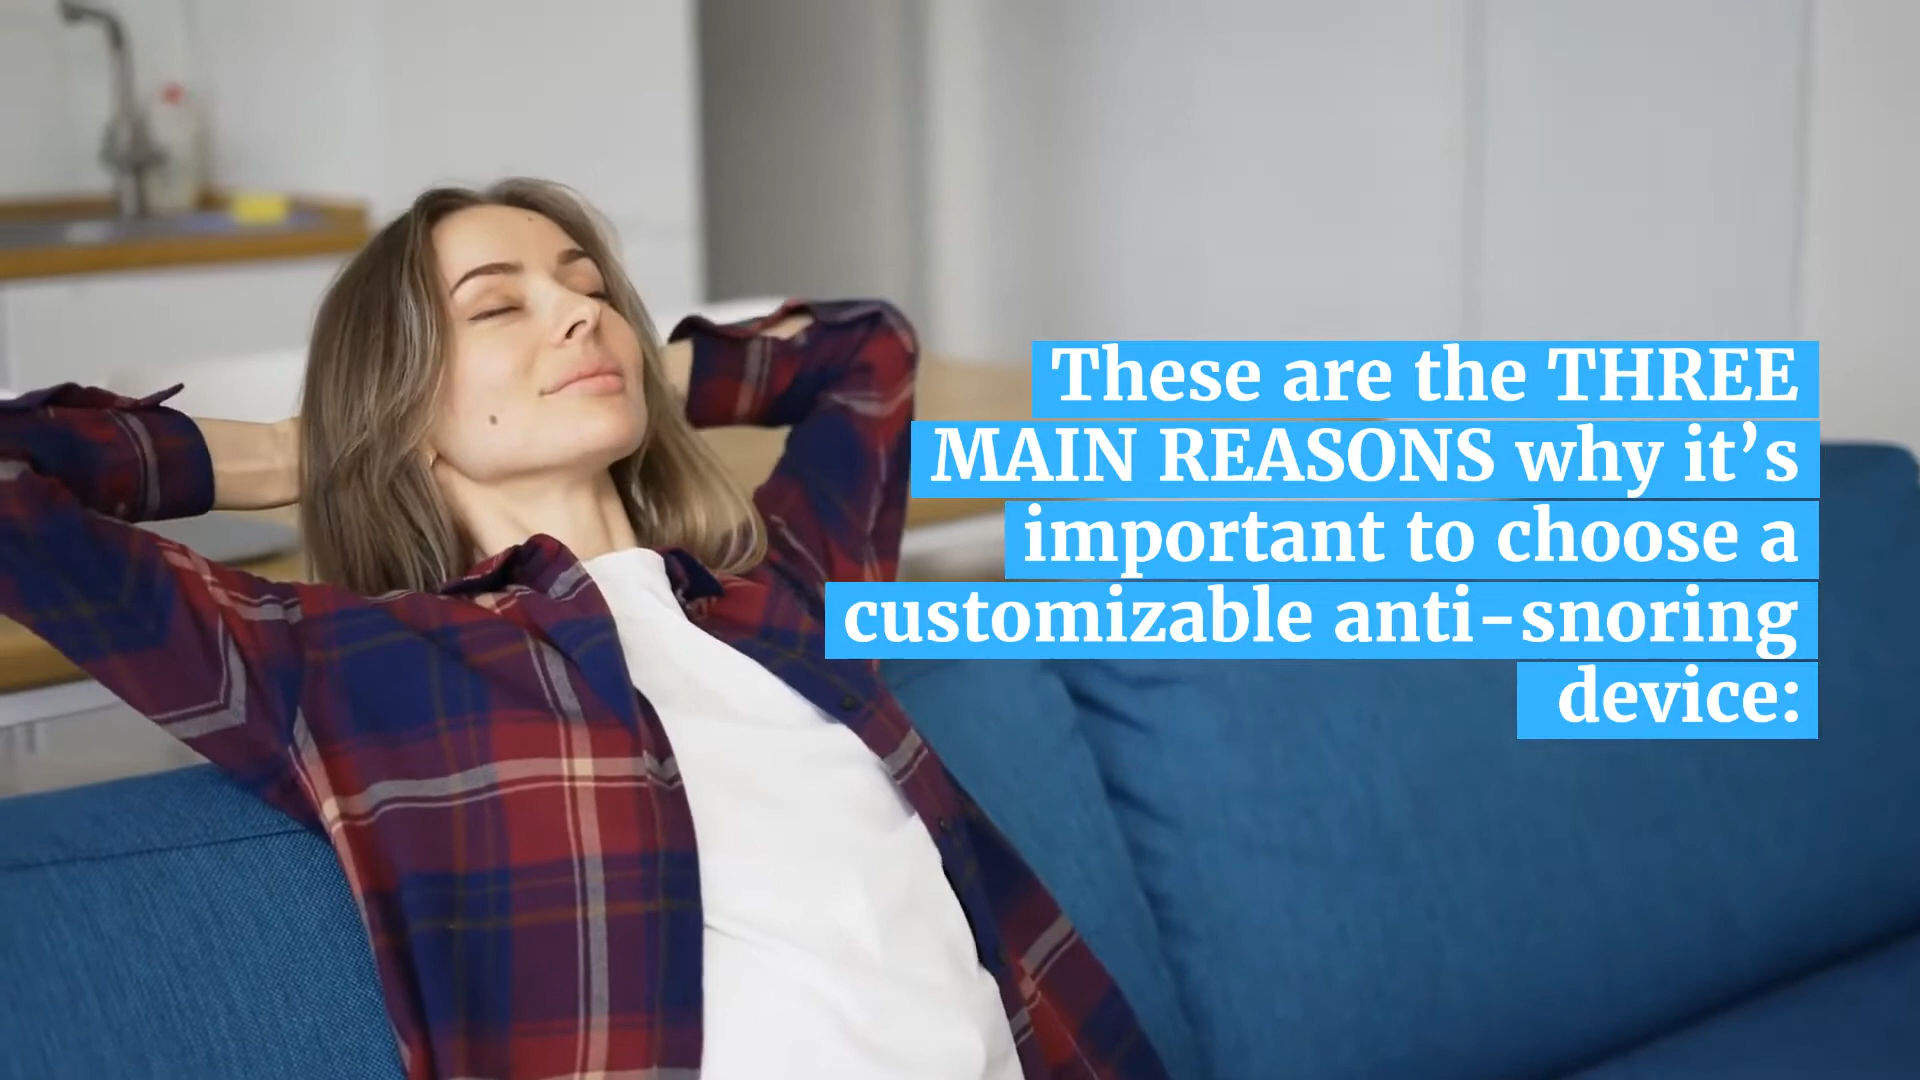 These are the THREE
MAIN REASONS why it’s
important to choose a
customizable anti-snoring
device: